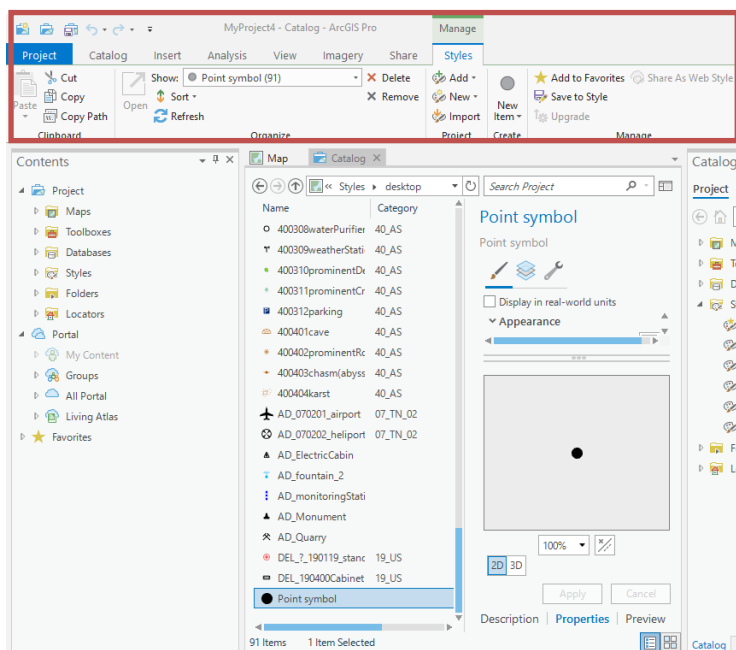 MyProject4 - Catalog - ArcGIS Pro
Manage
Project Catalog Insert Analysis View Imagery Share Styles
Paste
Cut
Copy
Copy Path
Clipboard
Open
Show: Point symbol (91)
Sort
Refresh
Delete
Remove
Organize
Add
New
Import
Project
New
Item
Create
Add to Favorites
Save to Style
Upgrade
Share As Web Style
Manage
Contents
Project
Maps
Toolboxes
Databases
Styles
Folders
Locators
Portal
My Content
Groups
All Portal
Living Atlas
Favorites
Map
Catalog
« Styles desktop
Search Project
Name Category
400308waterPurifier 40_AS
400309weatherStati 40_AS
400310prominentDe 40_AS
400311prominentCr 40_AS
400312parking 40_AS
400401cave 40_AS
400402prominentRc 40_AS
400403chasm(abyss 40_AS
400404karst 40_AS
AD_070201_airport 07_TN_02
AD_070202_heliport 07_TN_02
AD_ElectricCabin
AD_fountain_2
AD_monitoringStati
AD_Monument
AD_Quarry
DEL_?_190119_stanc 19_US
DEL_190400Cabinet 19_US
Point symbol
91 Items 1 Item Selected
Point symbol
Point symbol
Display in real-world units
Appearance
100%
2D 3D
Apply Cancel
Description Properties Preview
Catalog
Project
M
T
D
S
F
L
Catalog